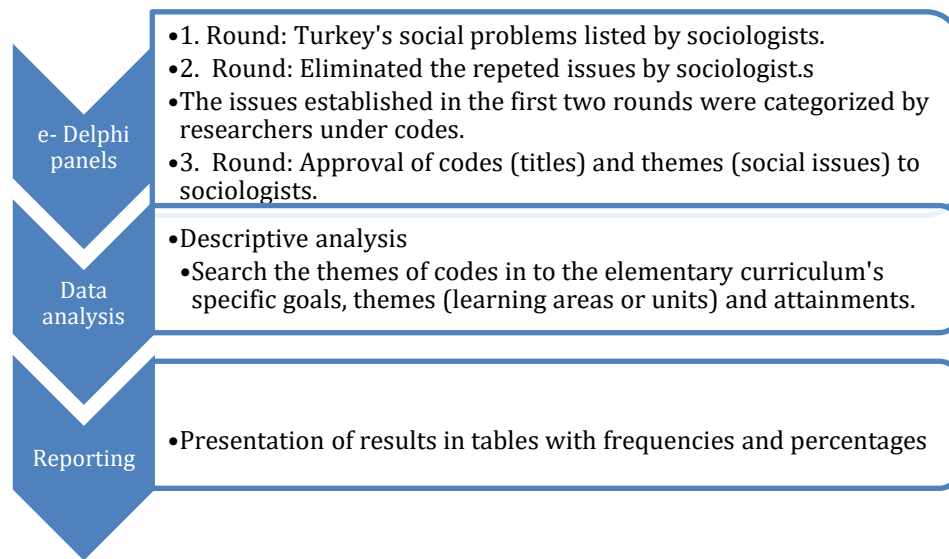 e- Delphi
panels
•1. Round: Turkey's social problems listed by sociologists.
•2. Round: Eliminated the repeted issues by sociologist.s
•The issues established in the first two rounds were categorized by
researchers under codes.
•3. Round: Approval of codes (titles) and themes (social issues) to
sociologists.
Data
analysis
•Descriptive analysis
•Search the themes of codes in to the elementary curriculum's
specific goals, themes (learning areas or units) and attainments.
Reporting
•Presentation of results in tables with frequencies and percentages